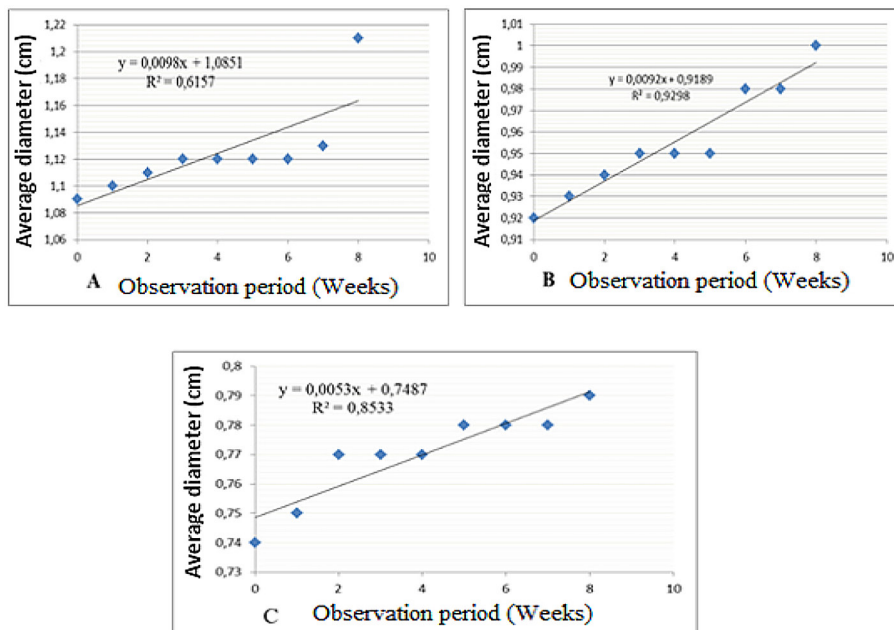 Average diameter (cm)
1,22
1,2
1,18
1,16
1,14
1,12
1,1
1,08
1,06
y = 0,0098x + 1,0851
R² = 0,6157
0 2 4 6 8 10
A Observation period (Weeks)
Average diameter (cm)
1,01
1
0,99
0,98
0,97
0,96
0,95
0,94
0,93
0,92
0,91
y = 0,0092x + 0,9189
R² = 0,9298
0 2 4 6 8 10
B Observation period (Weeks)
Average diameter (cm)
0,8
0,79
0,78
0,77
0,76
0,75
0,74
0,73
y = 0,0053x + 0,7487
R² = 0,8533
0 2 4 6 8 10
C Observation period (Weeks)